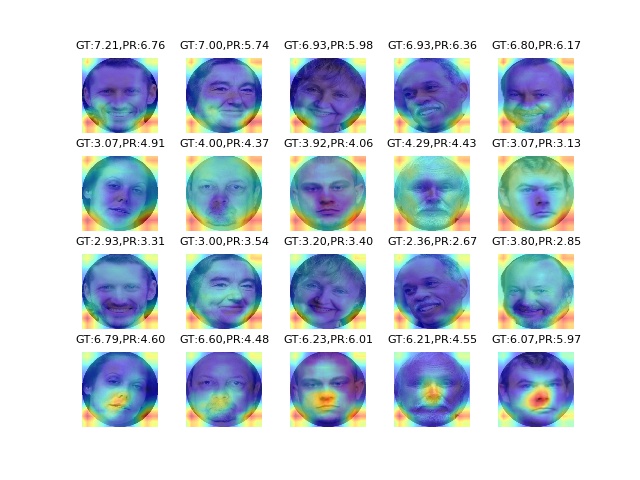 GT:7.21,PR:6.76 GT:7.00,PR:5.74 GT:6.93,PR:5.98 GT:6.93,PR:6.36 GT:6.80,PR:6.17
GT:3.07,PR:4.91 GT:4.00,PR:4.37 GT:3.92,PR:4.06 GT:4.29,PR:4.43 GT:3.07,PR:3.13
GT:2.93,PR:3.31 GT:3.00,PR:3.54 GT:3.20,PR:3.40 GT:2.36,PR:2.67 GT:3.80,PR:2.85
GT:6.79,PR:4.60 GT:6.60,PR:4.48 GT:6.23,PR:6.01 GT:6.21,PR:4.55 GT:6.07,PR:5.97